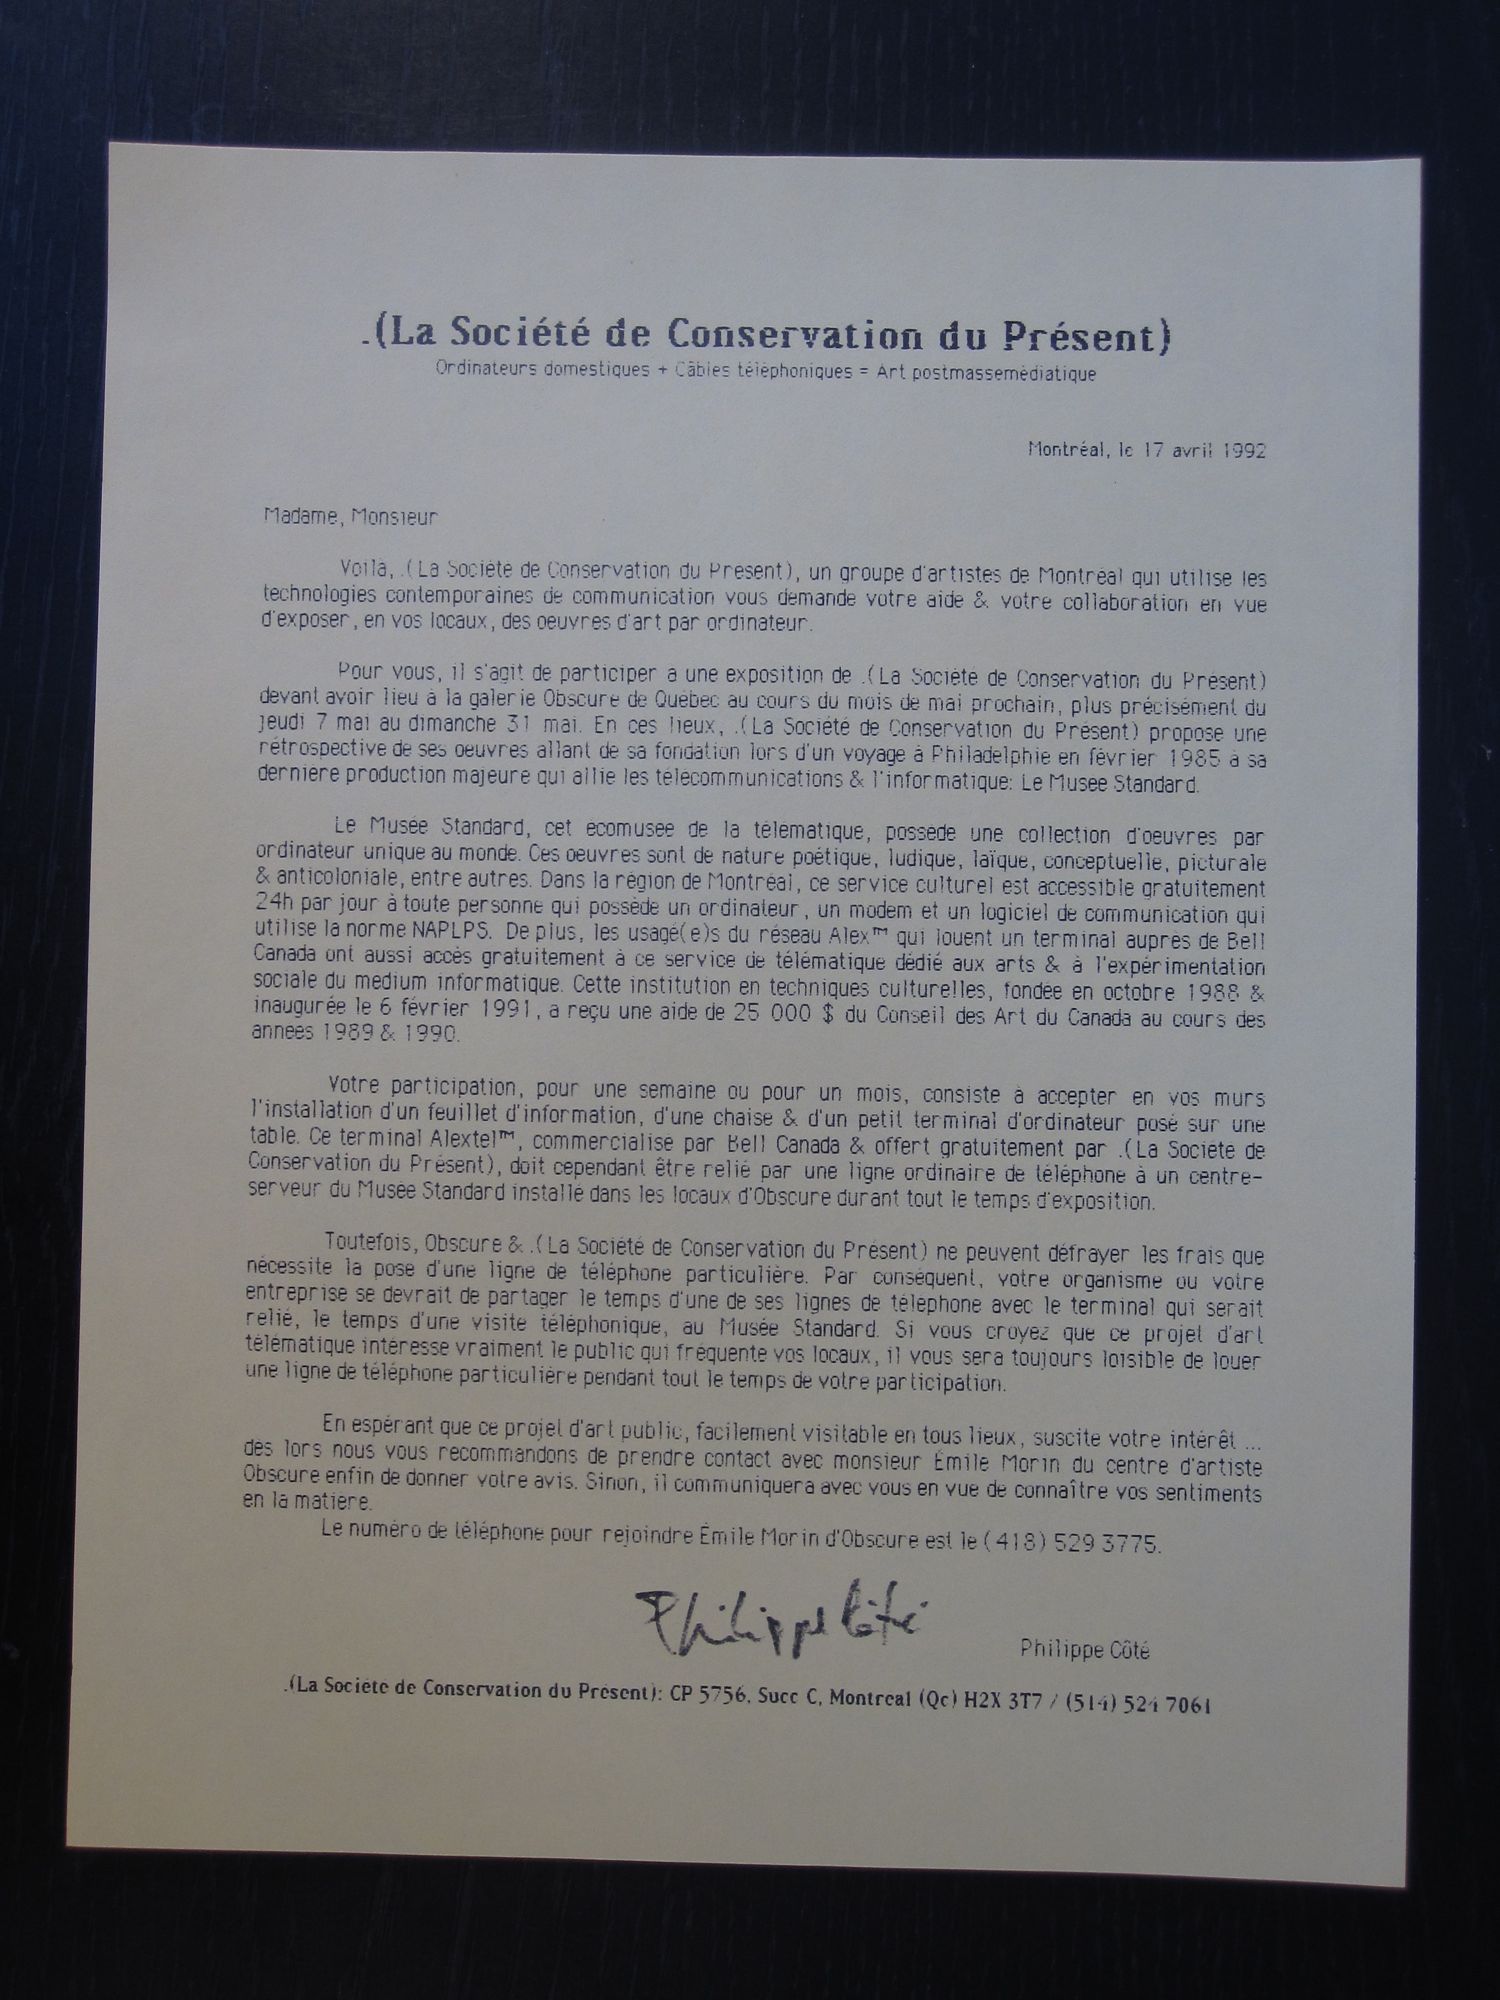 .(La Société de Conservation du Présent)
Ordinateurs domestiques + Câbles téléphoniques = Art postmassemédiatique
Montréal, le 17 avril 1992
Madame, Monsieur
Voilà, .(La Société de Conservation du Présent), un groupe d'artistes de Montréal qui utilise les
technologies contemporaines de communication vous demande votre aide & votre collaboration en vue
d'exposer, en vos locaux, des oeuvres d'art par ordinateur.
Pour vous, il s'agit de participer à une exposition de .(La Société de Conservation du Présent)
devant avoir lieu à la galerie Obscure de Québec au cours du mois de mai prochain, plus précisément du
jeudi 7 mai au dimanche 31 mai. En ces lieux, .(La Société de Conservation du Présent) propose une
rétrospective de ses oeuvres allant de sa fondation lors d'un voyage à Philadelphie en février 1985 à sa
dernière production majeure qui allie les télécommunications & l'informatique: Le Musée Standard.
Le Musée Standard, cet écomusée de la télématique, possède une collection d'oeuvres par
ordinateur unique au monde. Ces oeuvres sont de nature poétique, ludique, laïque, conceptuelle, picturale
& anticoloniale, entre autres. Dans la région de Montréal, ce service culturel est accessible gratuitement
24h par jour à toute personne qui possède un ordinateur, un modem et un logiciel de communication qui
utilise la norme NAPLPS. De plus, les usagé(e)s du réseau Alex™ qui louent un terminal auprès de Bell
Canada ont aussi accès gratuitement à ce service de télématique dédié aux arts & à l'expérimentation
sociale du medium informatique. Cette institution en techniques culturelles, fondée en octobre 1988 &
inaugurée le 6 février 1991, a reçu une aide de 25 000 $ du Conseil des Art du Canada au cours des
années 1989 & 1990.
Votre participation, pour une semaine ou pour un mois, consiste à accepter en vos murs
l'installation d'un feuillet d'information, d'une chaise & d'un petit terminal d'ordinateur posé sur une
table. Ce terminal Alextel™, commercialisé par Bell Canada & offert gratuitement par .(La Société de
Conservation du Présent), doit cependant être relié par une ligne ordinaire de téléphone à un centre-
serveur du Musée Standard installé dans les locaux d'Obscure durant tout le temps d'exposition.
Toutefois, Obscure & .(La Société de Conservation du Présent) ne peuvent défrayer les frais que
nécessite la pose d'une ligne de téléphone particulière. Par conséquent, votre organisme ou votre
entreprise se devrait de partager le temps d'une de ses lignes de téléphone avec le terminal qui serait
relié, le temps d'une visite téléphonique, au Musée Standard. Si vous croyez que ce projet d'art
télématique intéresse vraiment le public qui fréquente vos locaux, il vous sera toujours loisible de louer
une ligne de téléphone particulière pendant tout le temps de votre participation.
En espérant que ce projet d'art public, facilement visitable en tous lieux, suscite votre intérêt ...
dès lors nous vous recommandons de prendre contact avec monsieur Émile Morin du centre d'artiste
Obscure enfin de donner votre avis. Sinon, il communiquera avec vous en vue de connaître vos sentiments
en la matière.
Le numéro de téléphone pour rejoindre Émile Morin d'Obscure est le (418) 529 3775.
Philippe Côté
Philippe Côté
.(La Société de Conservation du Présent): CP 5756, Succ C, Montréal (Qc) H2X 3T7 / (514) 524 7061